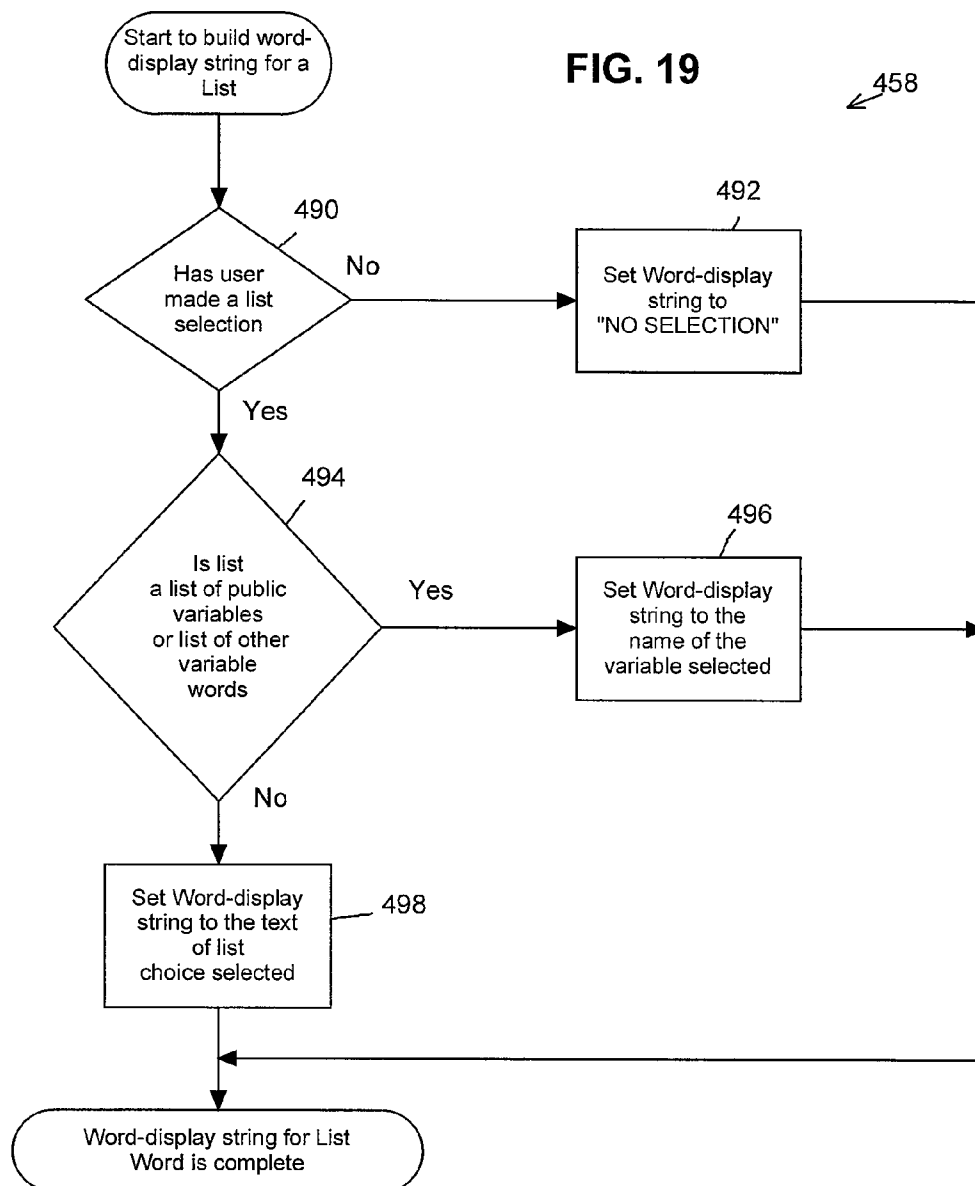 Start to build word-
display string for a
List
FIG. 19
458
490
Has user
made a list
selection
No
492
Set Word-display
string to
"NO SELECTION"
Yes
494
Is list
a list of public
variables
or list of other
variable
words
Yes
496
Set Word-display
string to the
name of the
variable selected
No
Set Word-display
string to the text
of list
choice selected
498
Word-display string for List
Word is complete